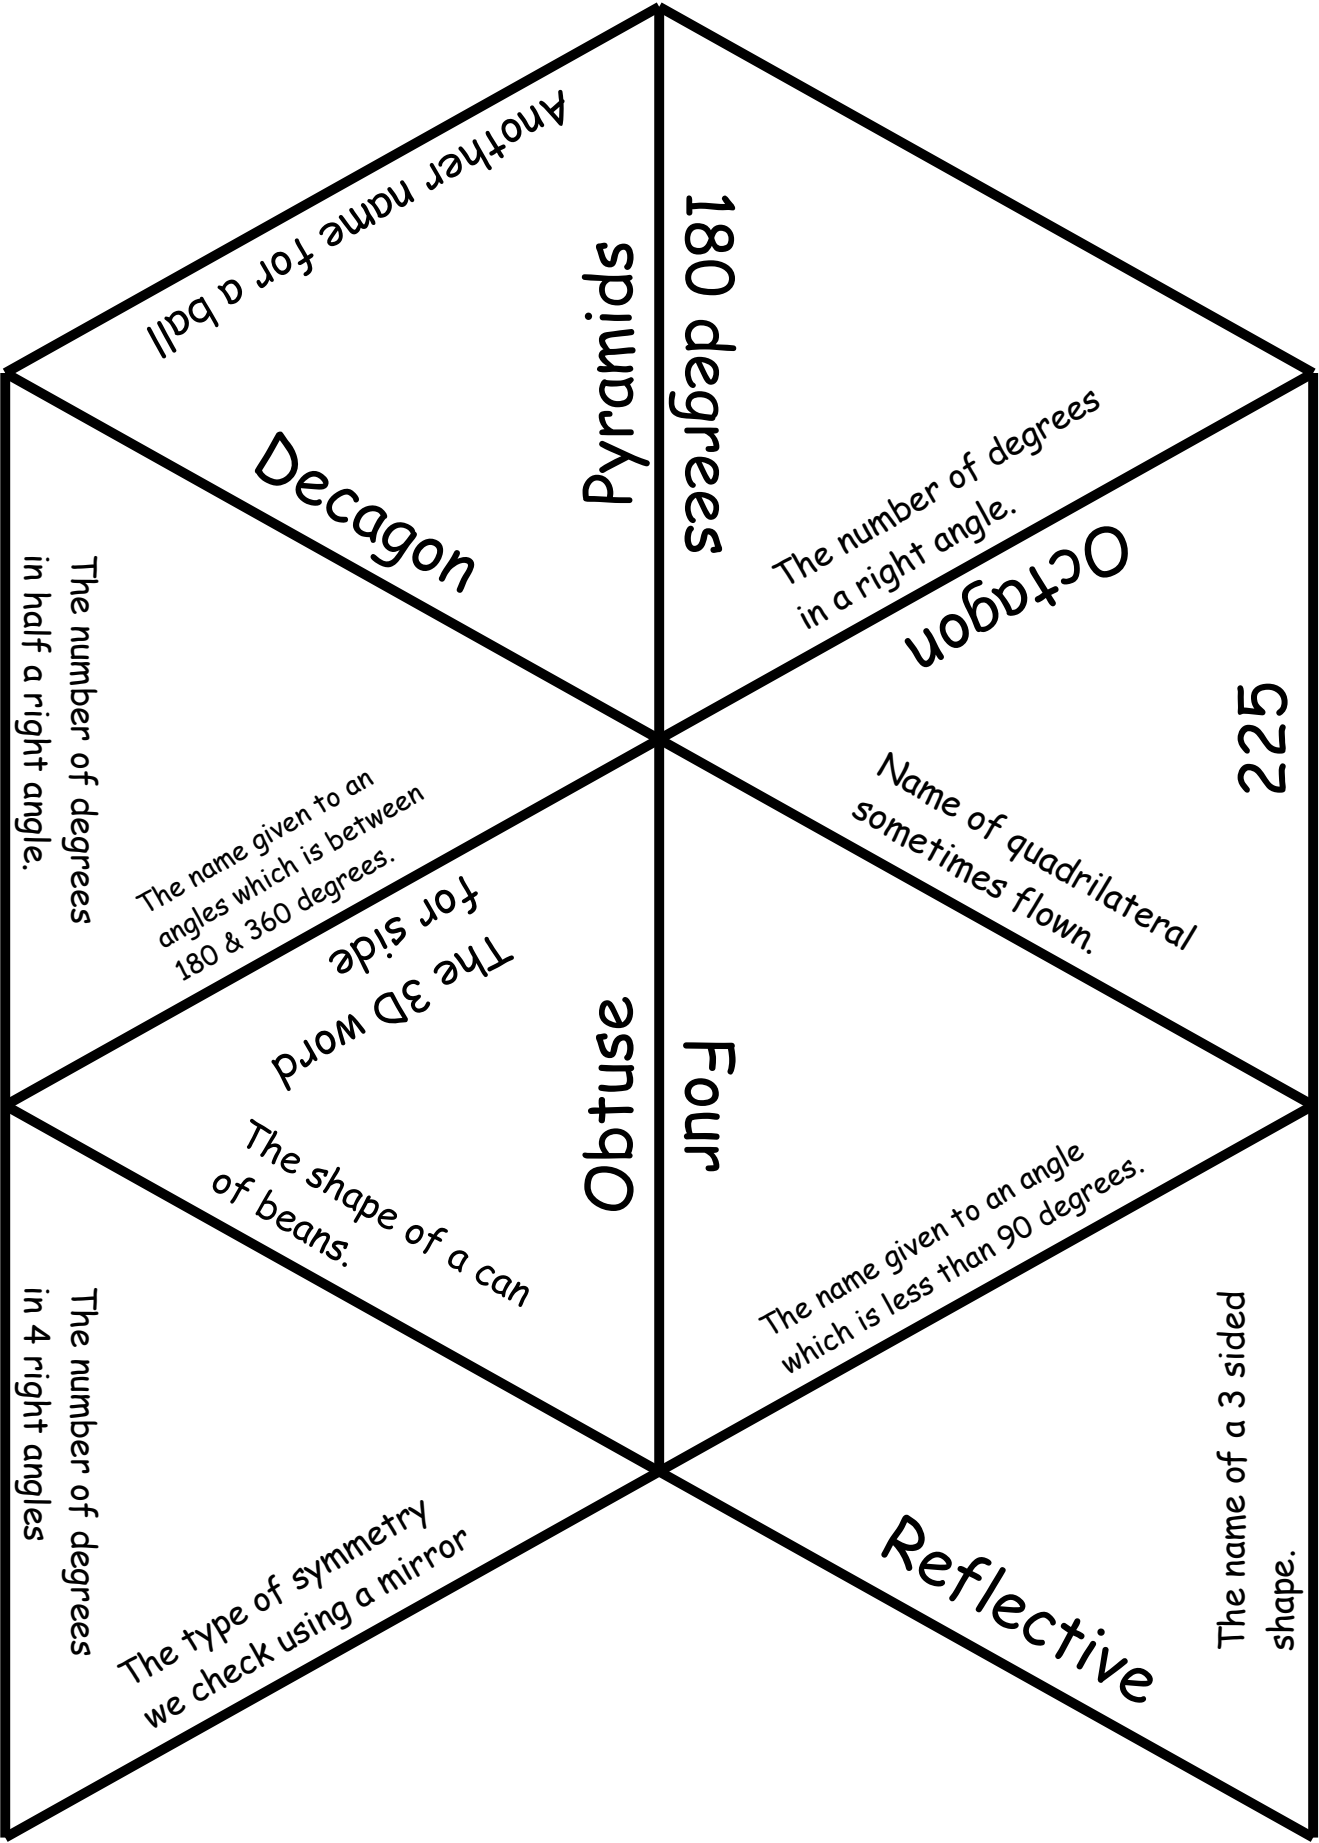 Another name for a ball
Pyramids
Decagon
180 degrees
The number of degrees
in a right angle.
Octagon
225
Name of quadrilateral
sometimes flown.
The number of degrees
in half a right angle.
The name given to an
angles which is between
180 & 360 degrees.
The 3D word
for side
Obtuse
The shape of a can
of beans.
Four
The name given to an angle
which is less than 90 degrees.
The number of degrees
in 4 right angles
The type of symmetry
we check using a mirror
Reflective
The name of a 3 sided
shape.